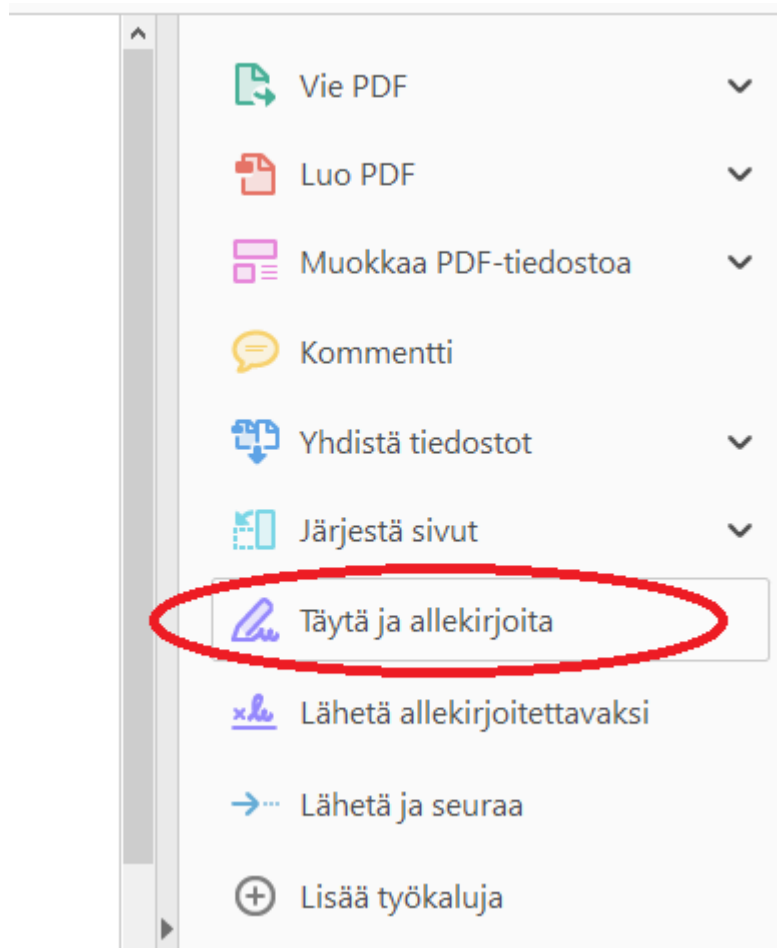 Vie PDF
Luo PDF
Muokkaa PDF-tiedostoa
Kommentti
Yhdistä tiedostot
Järjestä sivut
Täytä ja allekirjoita
Lähetä allekirjoitettavaksi
Lähetä ja seuraa
Lisää työkaluja